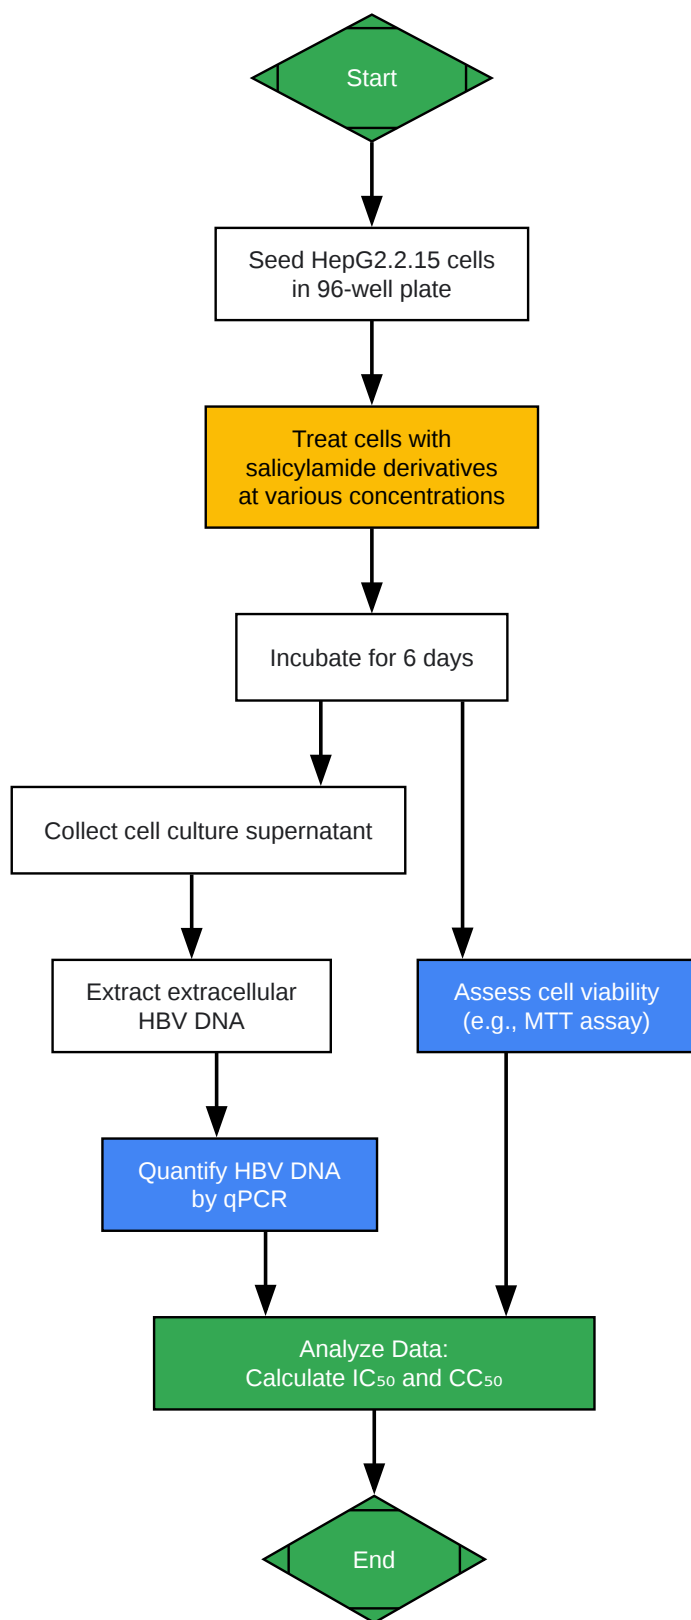 Start
Seed HepG2.2.15 cells
in 96-well plate
Treat cells with
salicylamide derivatives
at various concentrations
Incubate for 6 days
Collect cell culture supernatant
Extract extracellular
HBV DNA
Assess cell viability
(e.g., MTT assay)
Quantify HBV DNA
by qPCR
Analyze Data:
Calculate IC₅₀ and CC₅₀
End